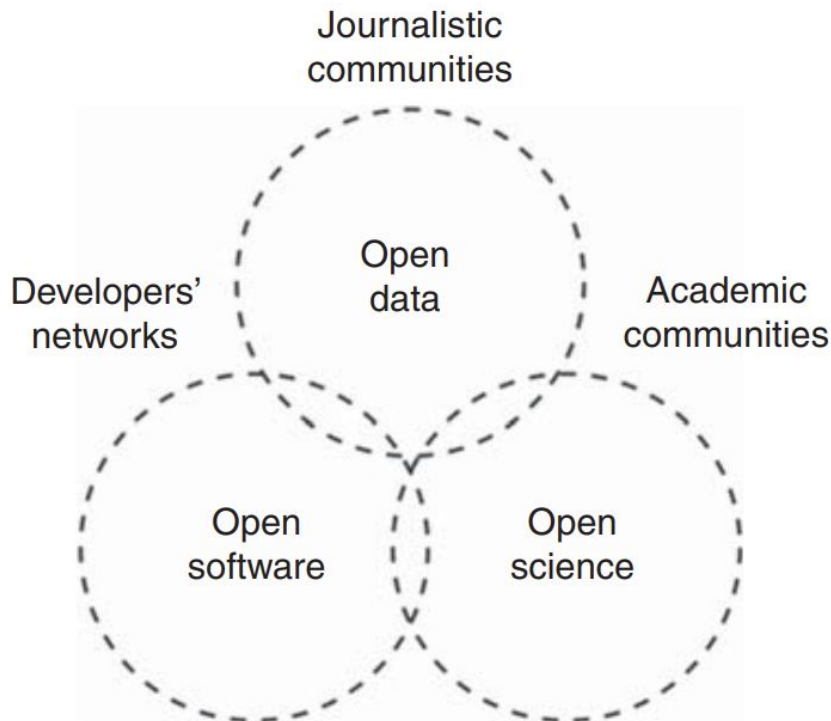 Journalistic
communities
Open
data
Developers’
networks
Academic
communities
Open
software
Open
science